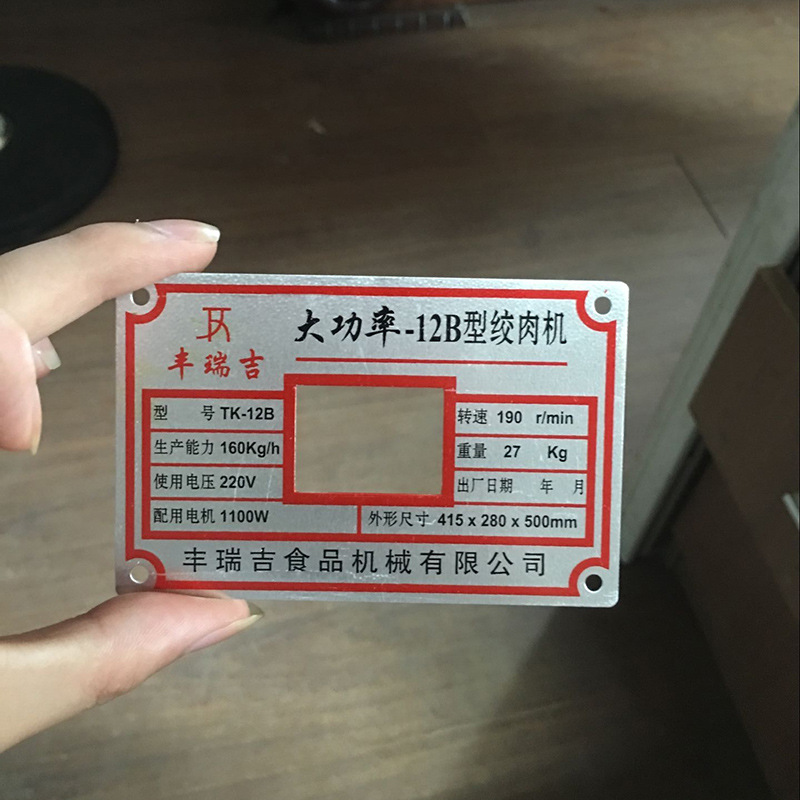 大功率-12B型绞肉机
丰瑞吉
型 号 TK-12B
转速 190 r/min
生产能力 160Kg/h
重量 27 Kg
使用电压 220V
出厂日期 年 月
配用电机 1100W
外形尺寸 415 x 280 x 500mm
丰瑞吉食品机械有限公司